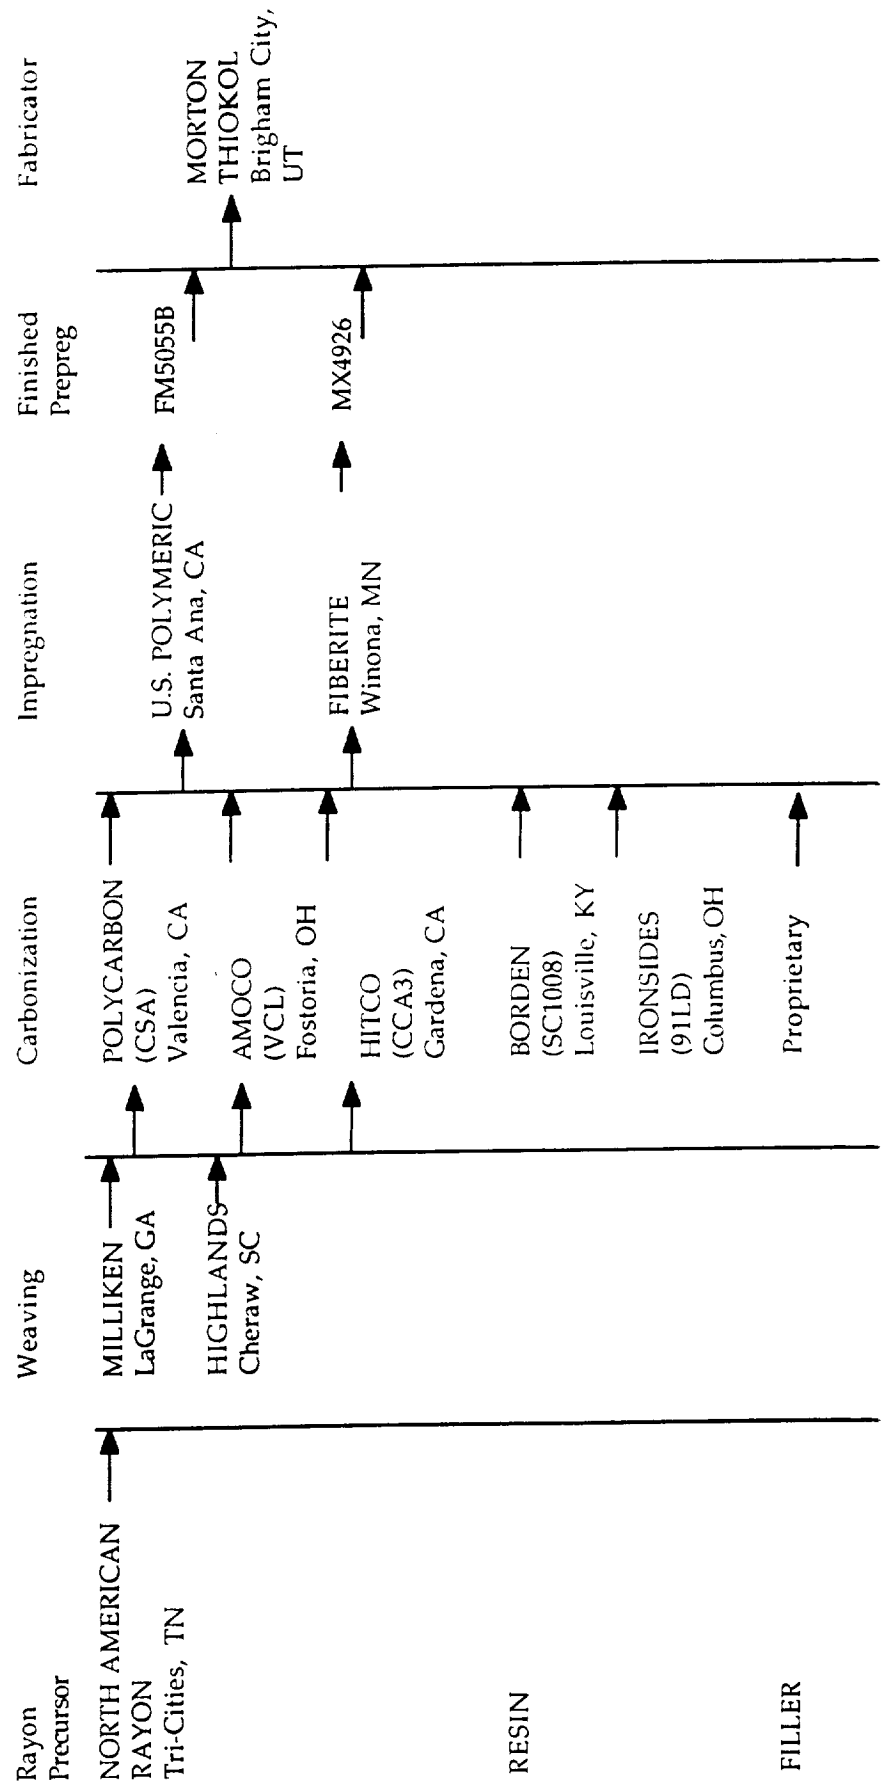 Rayon
Precursor
Weaving
Carbonization
Impregnation
Finished
Prepreg
Fabricator
NORTH AMERICAN
RAYON
Tri-Cities, TN
MILLIKEN
LaGrange, GA
HIGHLANDS
Cheraw, SC
POLYCARBON
(CSA)
Valencia, CA
AMOCO
(VCL)
Fostoria, OH
HITCO
(CCA3)
Gardena, CA
U.S. POLYMERIC
Santa Ana, CA
FIBERITE
Winona, MN
FM5055B
MX4926
MORTON
THIOKOL
Brigham City,
UT
RESIN
BORDEN
(SC1008)
Louisville, KY
IRONSIDES
(91LD)
Columbus, OH
FILLER
Proprietary